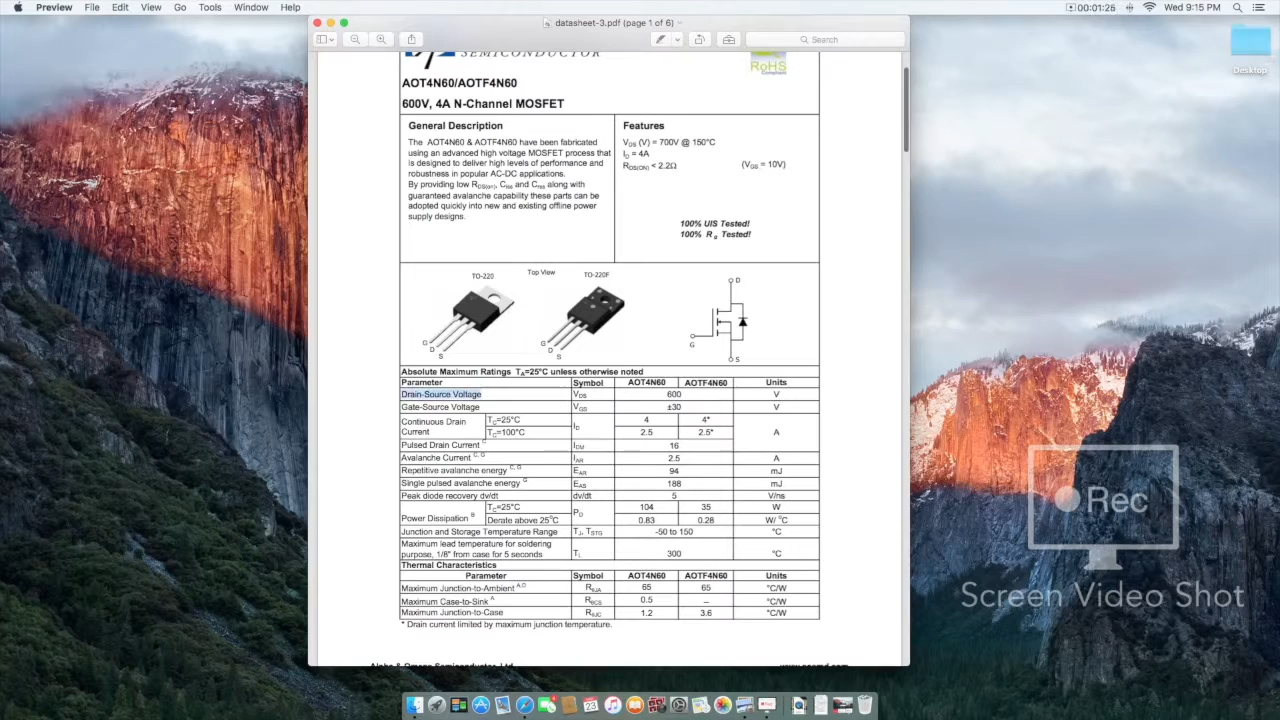 Preview File Edit View Go Tools Window Help
00:01:26 Wed 9:15 PM
datasheet-3.pdf (page 1 of 6)
Search
Desktop
SEMICONDUCTOR
RoHS
Compliant
AOT4N60/AOTF4N60
600V, 4A N-Channel MOSFET
General Description
The AOT4N60 & AOTF4N60 have been fabricated
using an advanced high voltage MOSFET process that
is designed to deliver high levels of performance and
robustness in popular AC-DC applications.
By providing low RDS(on), Ciss and Crss along with
guaranteed avalanche capability these parts can be
adopted quickly into new and existing offline power
supply designs.
Features
VDS (V) = 700V @ 150°C
ID = 4A
RDS(ON) < 2.2Ω (VGS = 10V)
100% UIS Tested!
100% Rg Tested!
TO-220 Top View TO-220F
G D S
G D S
D
G
S
Absolute Maximum Ratings TA=25°C unless otherwise noted
Parameter Symbol AOT4N60 AOTF4N60 Units
Drain-Source Voltage VDS 600 V
Gate-Source Voltage VGS ±30 V
Continuous Drain Current TC=25°C ID 4 4* A
TC=100°C 2.5 2.5*
Pulsed Drain Current C IDM 16
Avalanche Current C, G IAR 2.5 A
Repetitive avalanche energy C, G EAR 94 mJ
Single pulsed avalanche energy G EAS 188 mJ
Peak diode recovery dv/dt dv/dt 5 V/ns
Power Dissipation B TC=25°C PD 104 35 W
Derate above 25°C 0.83 0.28 W/ °C
Junction and Storage Temperature Range TJ, TSTG -50 to 150 °C
Maximum lead temperature for soldering
purpose, 1/8" from case for 5 seconds TL 300 °C
Thermal Characteristics
Parameter Symbol AOT4N60 AOTF4N60 Units
Maximum Junction-to-Ambient A,D RθJA 65 65 °C/W
Maximum Case-to-Sink A RθCS 0.5 -- °C/W
Maximum Junction-to-Case RθJC 1.2 3.6 °C/W
* Drain current limited by maximum junction temperature.
Rec
Screen Video Shot